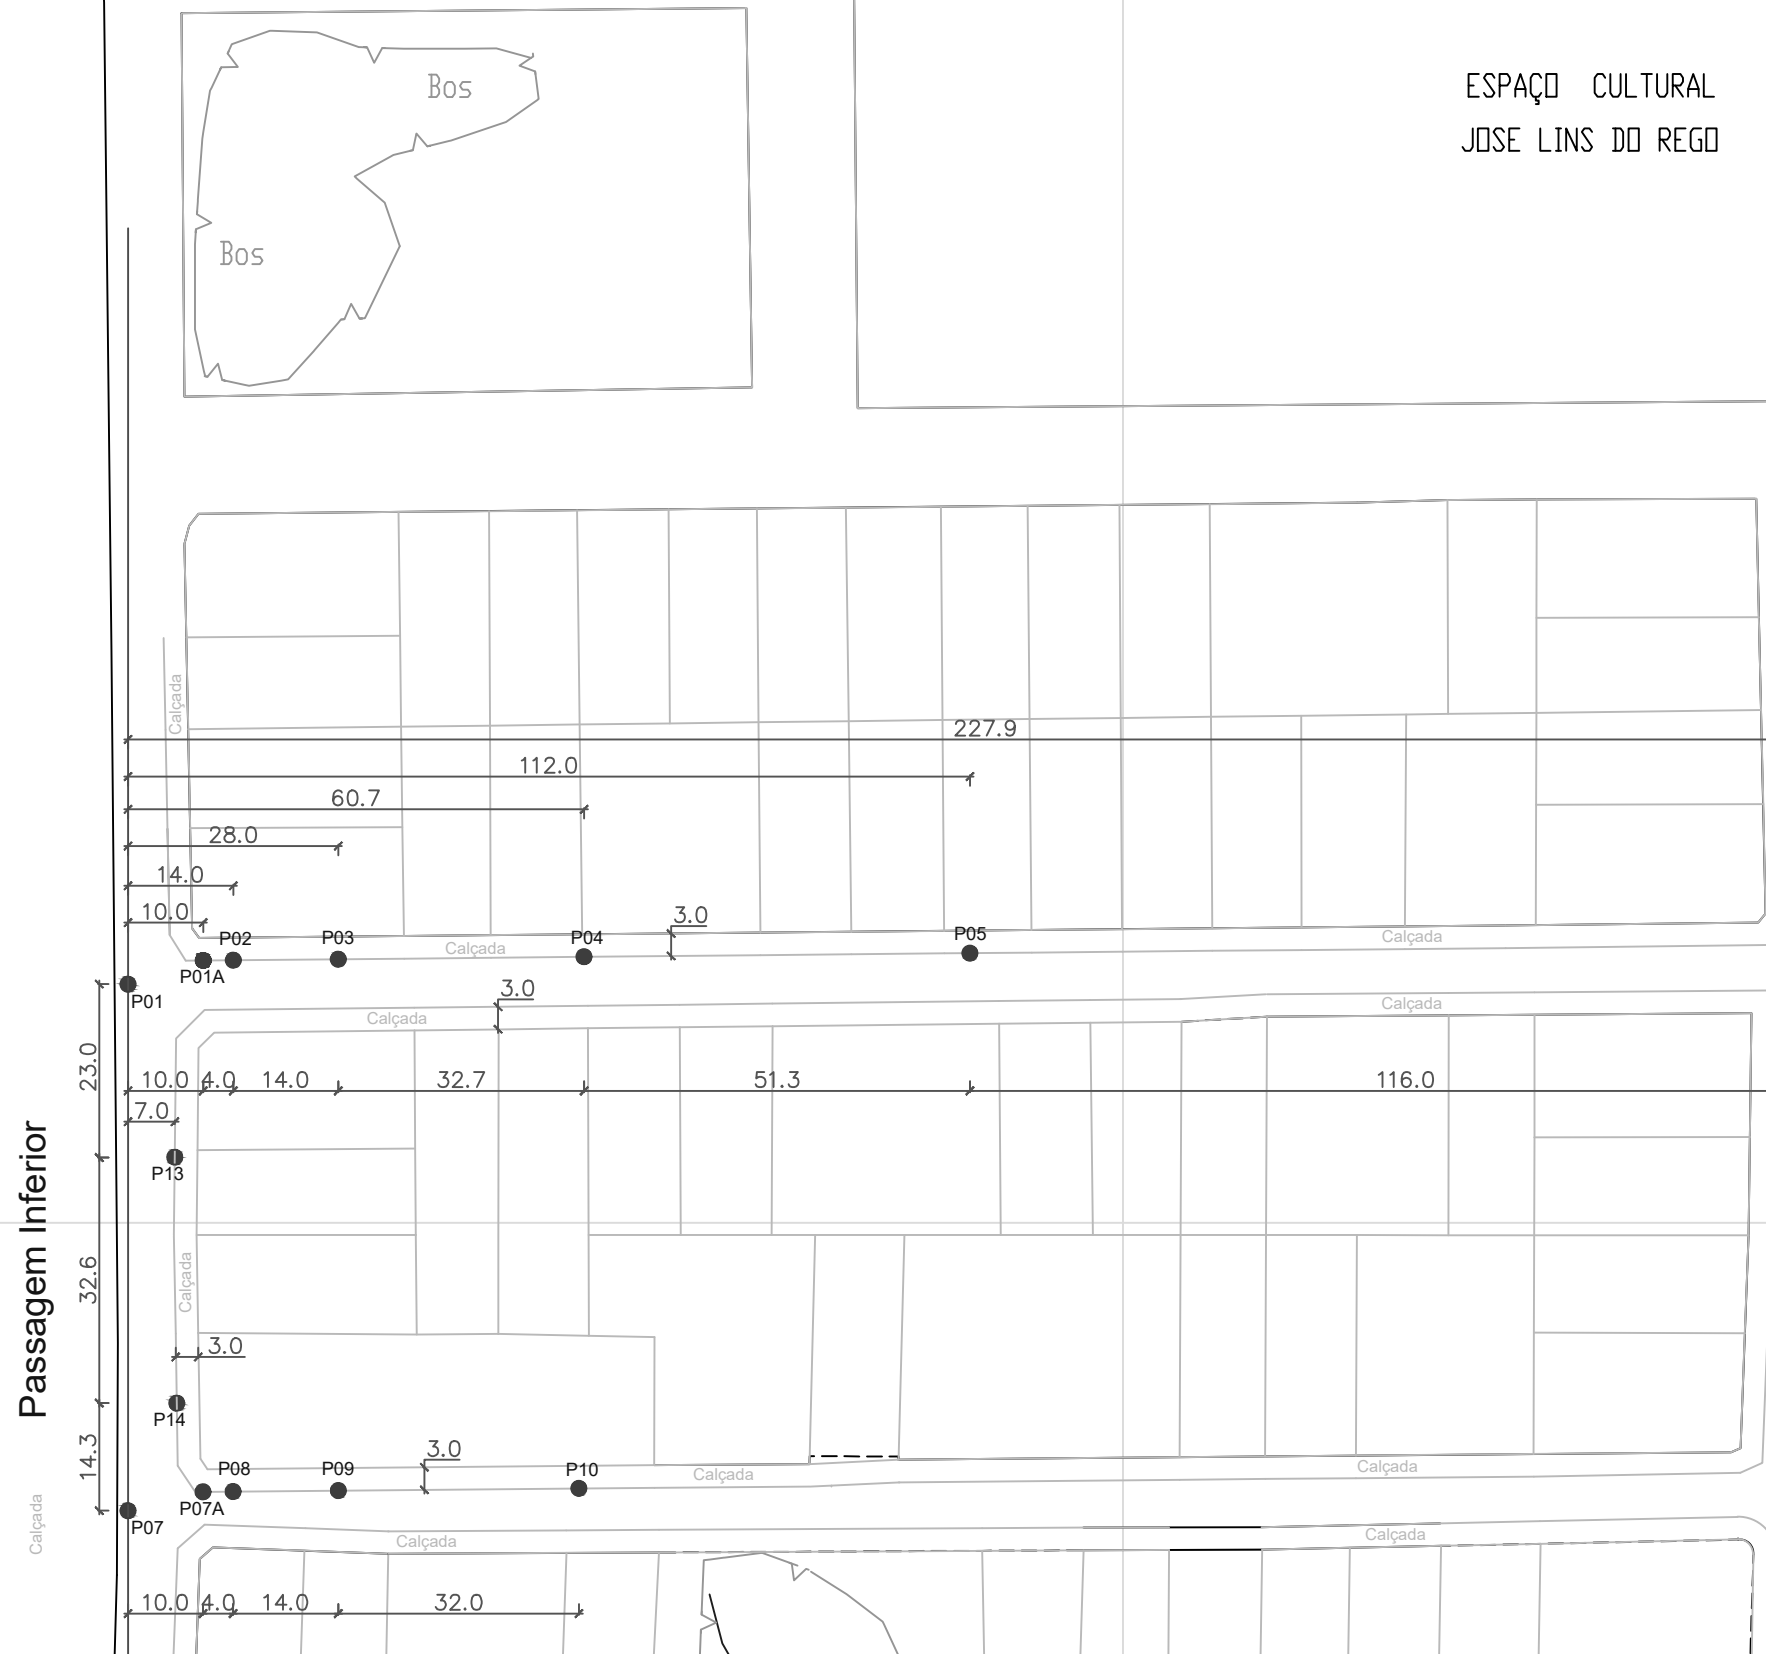 Bos
ESPAÇO CULTURAL
JOSE LINS DO REGO
Bos
Calçada
227.9
112.0
60.7
28.0
14.0
10.0
3.0
P02
P03
P04
P05
Calçada
Calçada
P01A
P01
3.0
Calçada
Calçada
23.0
10.0 4.0 14.0 32.7 51.3 116.0
7.0
P13
Passagem Inferior
32.6
Calçada
3.0
P14
14.3
3.0
P08
P09
P10
Calçada
Calçada
P07A
P07
Calçada
Calçada
Calçada
10.0 4.0 14.0 32.0